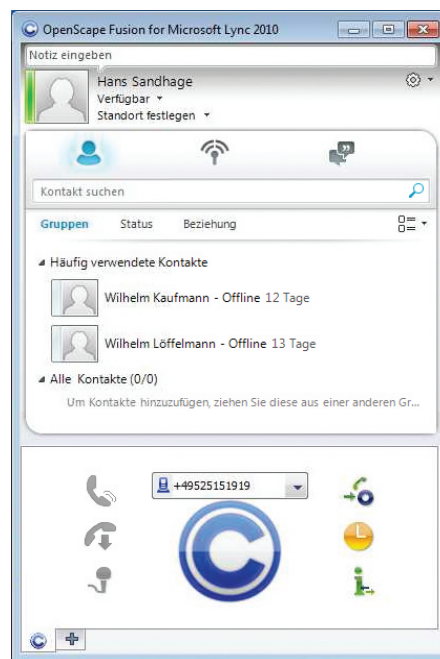 OpenScape Fusion for Microsoft Lync 2010
Notiz eingeben
Hans Sandhage
Verfügbar
Standort festlegen
Kontakt suchen
Gruppen Status Beziehung
Häufig verwendete Kontakte
Wilhelm Kaufmann - Offline 12 Tage
Wilhelm Löffelmann - Offline 13 Tage
Alle Kontakte (0/0)
Um Kontakte hinzuzufügen, ziehen Sie diese aus einer anderen Gr...
+49525151919